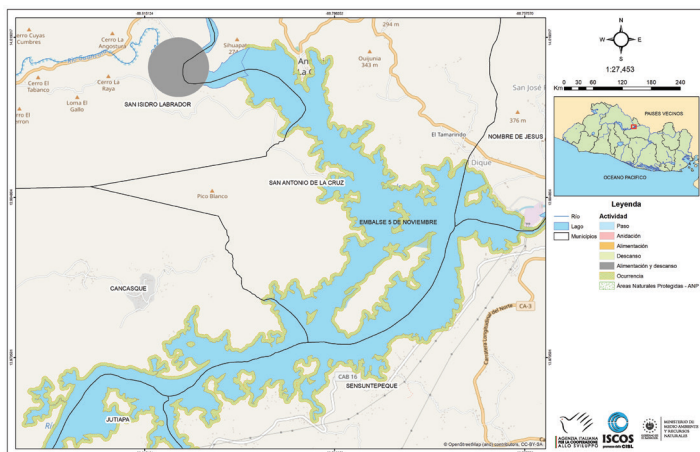 Cerro Cuyas
Cumbres
Cerro La
Angostura
Sihuapa
294 m
Ouijunia
343 m
Cerro El
Tabanco
Cerro La
Raya
Loma El
Gallo
SAN ISIDRO LABRADOR
376 m
San José
El Tamarindo
NOMBRE DE JESUS
Dique
SAN ANTONIO DE LA CRUZ
Pico Blanco
EMBALSE 5 DE NOVIEMBRE
CANCASQUE
CA-3
Carretera Longitudinal del Norte
CAB 16
SENSUNTEPEQUE
JUTIAPA
© OpenStreetMap (and) contributors, CC-BY-SA
N
W E
S
1:27,453
Km 0 60 120 180 240
PAISES VECINOS
OCEANO PACIFICO
Leyenda
Río
Lago
Municipios
Actividad
Paso
Anidación
Alimentación
Descanso
Alimentación y descanso
Ocurrencia
Áreas Naturales Protegidas - ANP
AGENZIA ITALIANA
PER LA COOPERAZIONE
ALLO SVILUPPO
ISCOS
MINISTERIO DE
MEDIO AMBIENTE
Y RECURSOS
NATURALES